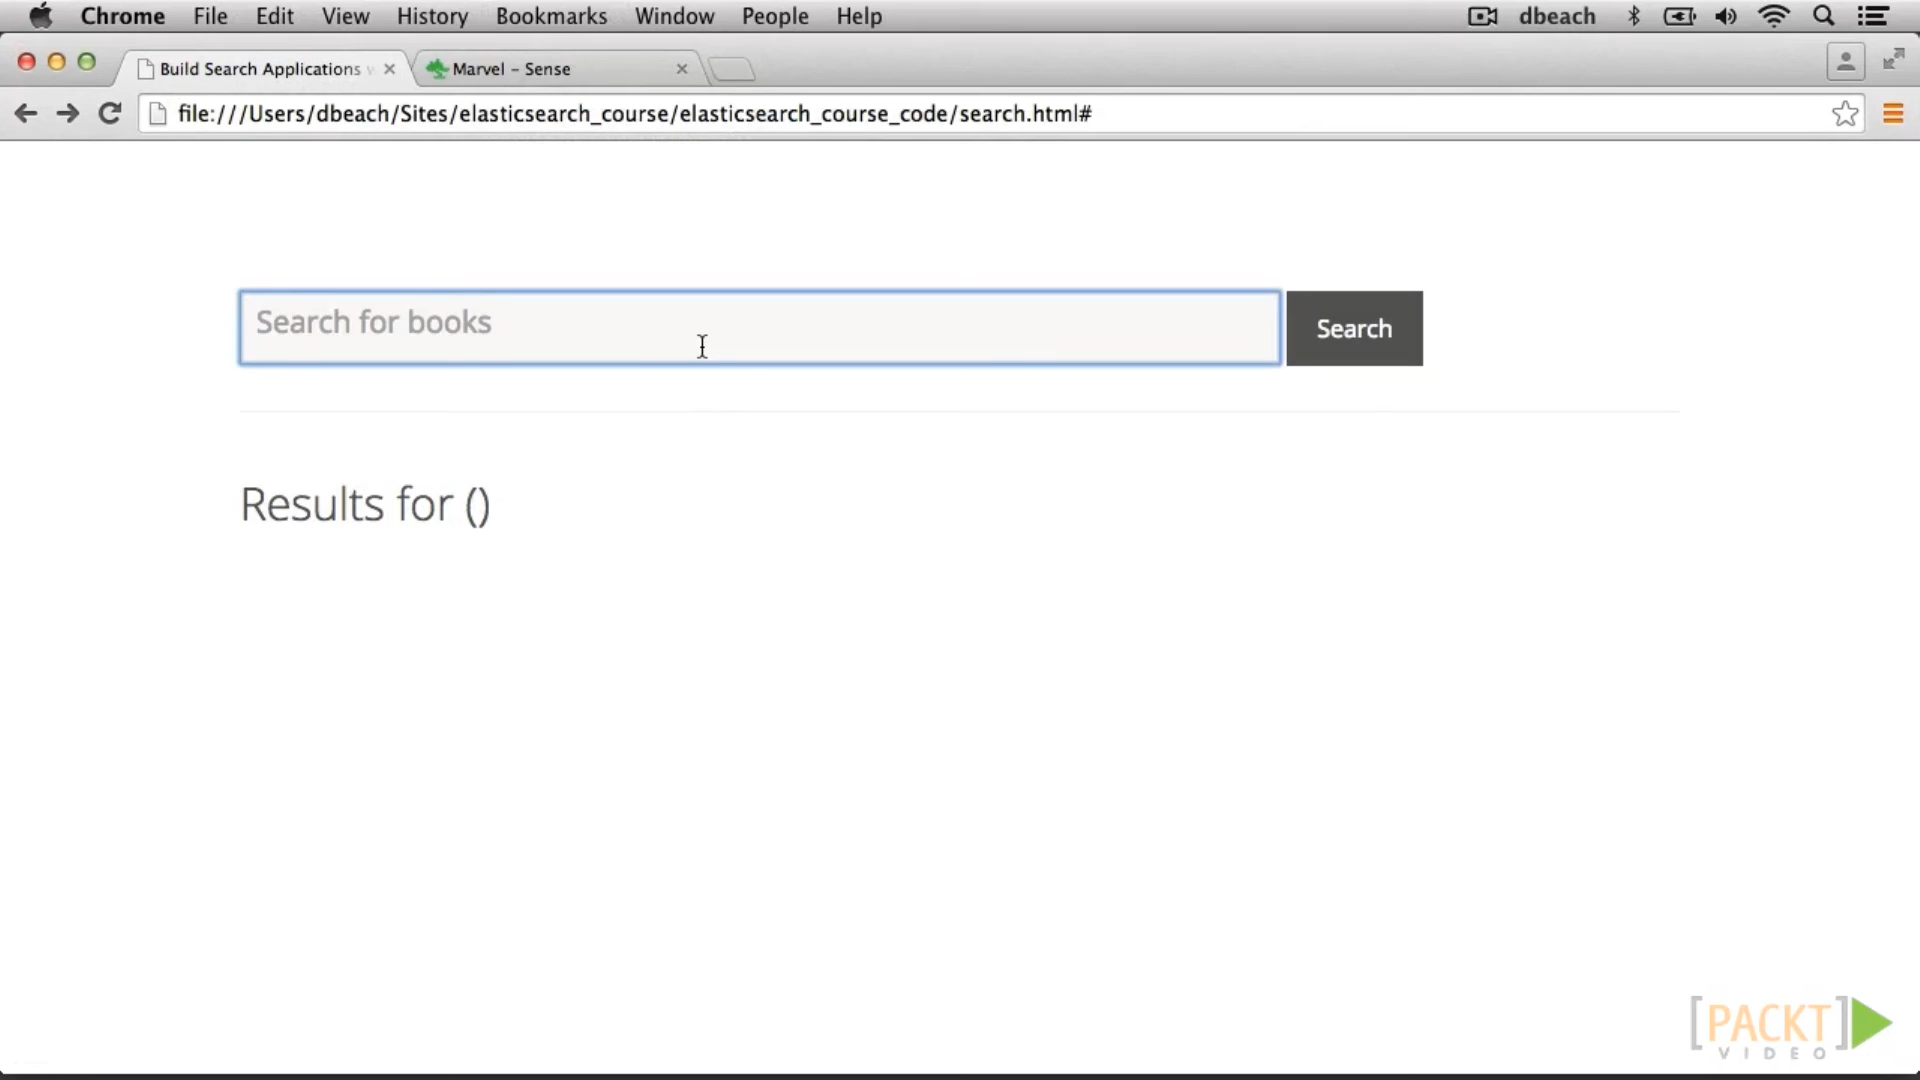 Chrome File Edit View History Bookmarks Window People Help dbeach
Build Search Applications
Marvel – Sense
file:///Users/dbeach/Sites/elasticsearch_course/elasticsearch_course_code/search.html#
Search for books
Search
Results for ()
[PACKT]
VIDEO